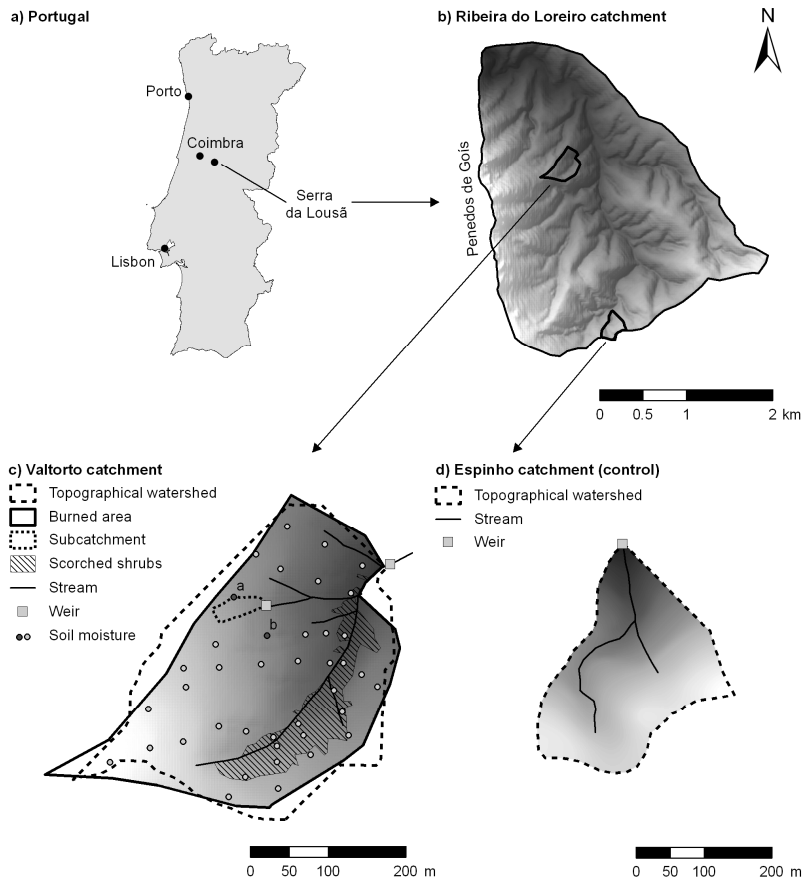 a) Portugal
Porto
Coimbra
Serra
da Lousã
Lisbon
b) Ribeira do Loreiro catchment
N
Penedos de Goís
0 0.5 1 2 km
c) Valtorto catchment
Topographical watershed
Burned area
Subcatchment
Scorched shrubs
Stream
Weir
Soil moisture
a
b
0 50 100 200 m
d) Espinho catchment (control)
Topographical watershed
Stream
Weir
0 50 100 200 m